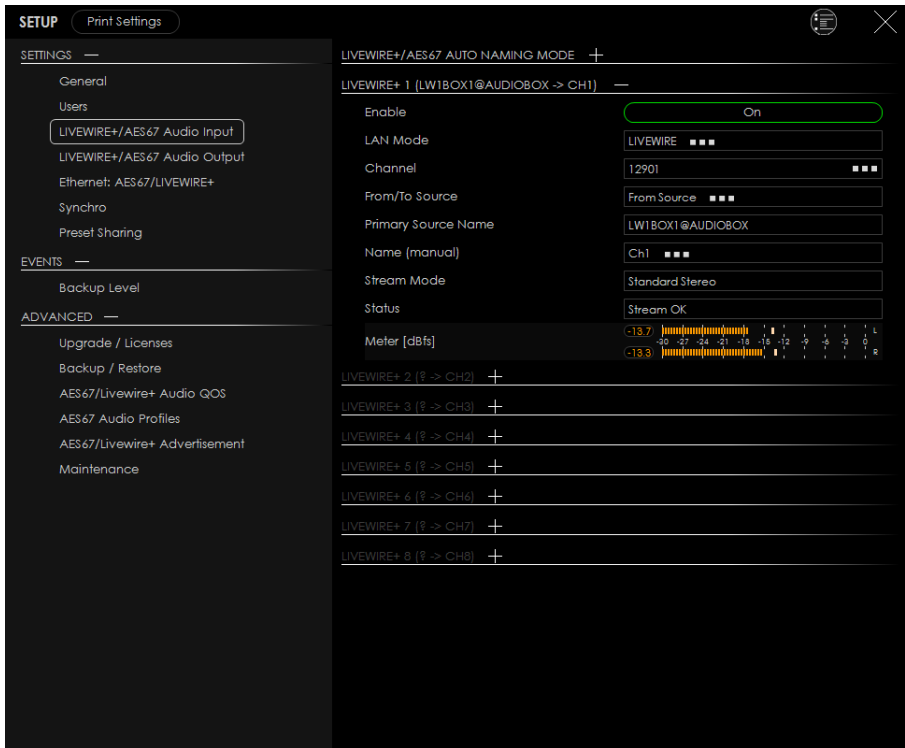 SETUP Print Settings
SETTINGS
General
Users
LIVEWIRE+/AES67 Audio Input
LIVEWIRE+/AES67 Audio Output
Ethernet: AES67/LIVEWIRE+
Synchro
Preset Sharing
EVENTS
Backup Level
ADVANCED
Upgrade / Licenses
Backup / Restore
AES67/Livewire+ Audio QOS
AES67 Audio Profiles
AES67/Livewire+ Advertisement
Maintenance
LIVEWIRE+/AES67 AUTO NAMING MODE
LIVEWIRE+ 1 (LW1BOX1@AUDIOBOX -> CH1)
Enable On
LAN Mode LIVEWIRE
Channel 12901
From/To Source From Source
Primary Source Name LW1BOX1@AUDIOBOX
Name (manual) Ch1
Stream Mode Standard Stereo
Status Stream OK
Meter [dBfs]
-13.7 L
-30 -27 -24 -21 -18 -15 -12 -9 -6 -3 0
-13.3 R
LIVEWIRE+ 2 (? -> CH2)
LIVEWIRE+ 3 (? -> CH3)
LIVEWIRE+ 4 (? -> CH4)
LIVEWIRE+ 5 (? -> CH5)
LIVEWIRE+ 6 (? -> CH6)
LIVEWIRE+ 7 (? -> CH7)
LIVEWIRE+ 8 (? -> CH8)